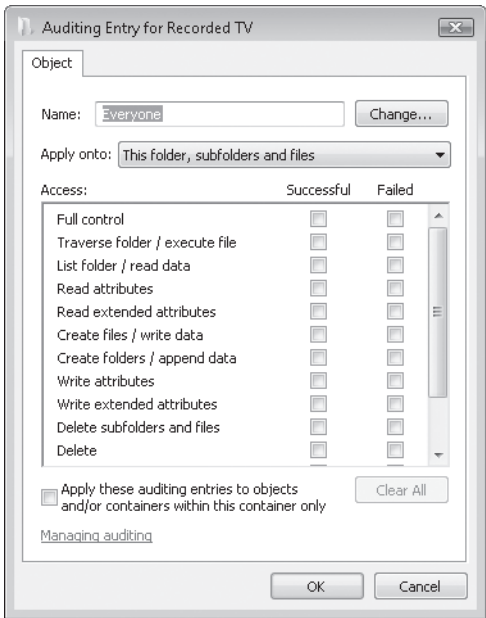 Auditing Entry for Recorded TV
Object
Name: Everyone Change...
Apply onto: This folder, subfolders and files
Access: Successful Failed
Full control
Traverse folder / execute file
List folder / read data
Read attributes
Read extended attributes
Create files / write data
Create folders / append data
Write attributes
Write extended attributes
Delete subfolders and files
Delete
Apply these auditing entries to objects
and/or containers within this container only
Clear All
Managing auditing
OK Cancel